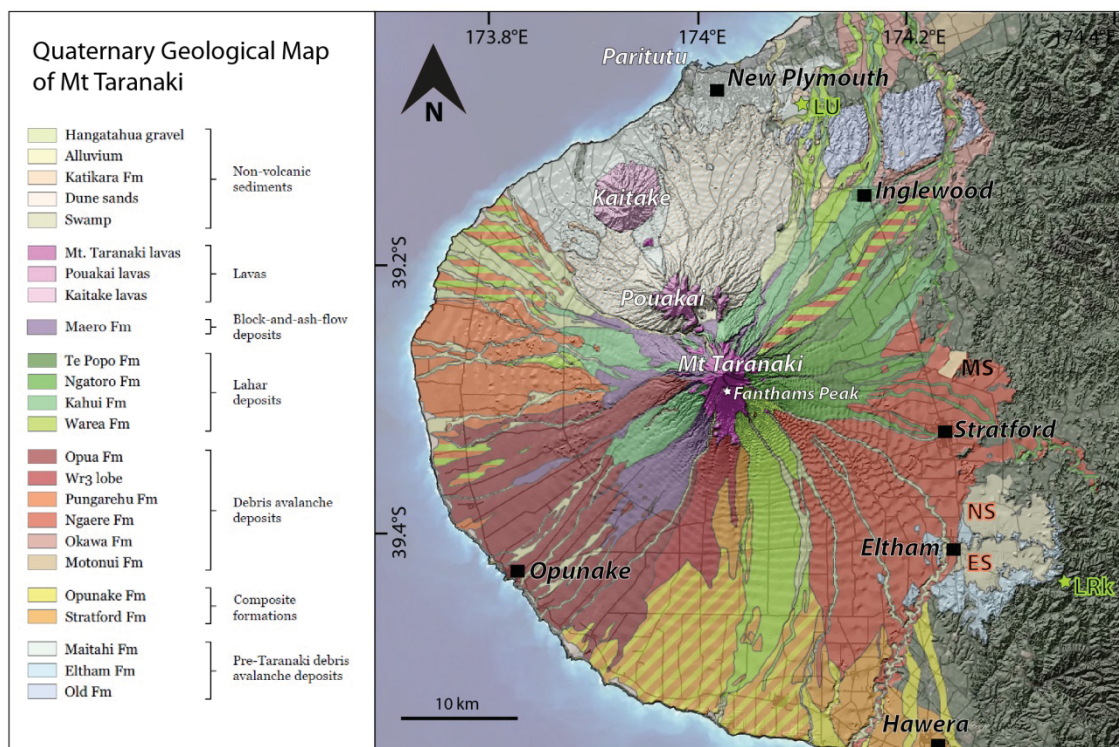 Quaternary Geological Map
of Mt Taranaki
Hangatahua gravel
Alluvium
Katikara Fm
Dune sands
Swamp
Non-volcanic
sediments
Mt. Taranaki lavas
Pouakai lavas
Kaitake lavas
Lavas
Maero Fm
Block-and-ash-flow
deposits
Te Popo Fm
Ngatoro Fm
Kahui Fm
Warea Fm
Lahar
deposits
Opua Fm
Wr3 lobe
Pungarehu Fm
Ngaere Fm
Okawa Fm
Motonui Fm
Debris avalanche
deposits
Opunake Fm
Stratford Fm
Composite
formations
Maitahi Fm
Eltham Fm
Old Fm
Pre-Taranaki debris
avalanche deposits
173.8°E
174°E
174.2°E
174.4°E
39.2°S
39.4°S
N
Paritutu
New Plymouth
LU
Kaitake
Inglewood
Pouakai
Mt Taranaki
Fanthams Peak
MS
Stratford
NS
Eltham
ES
LRk
Opunake
Hawera
10 km